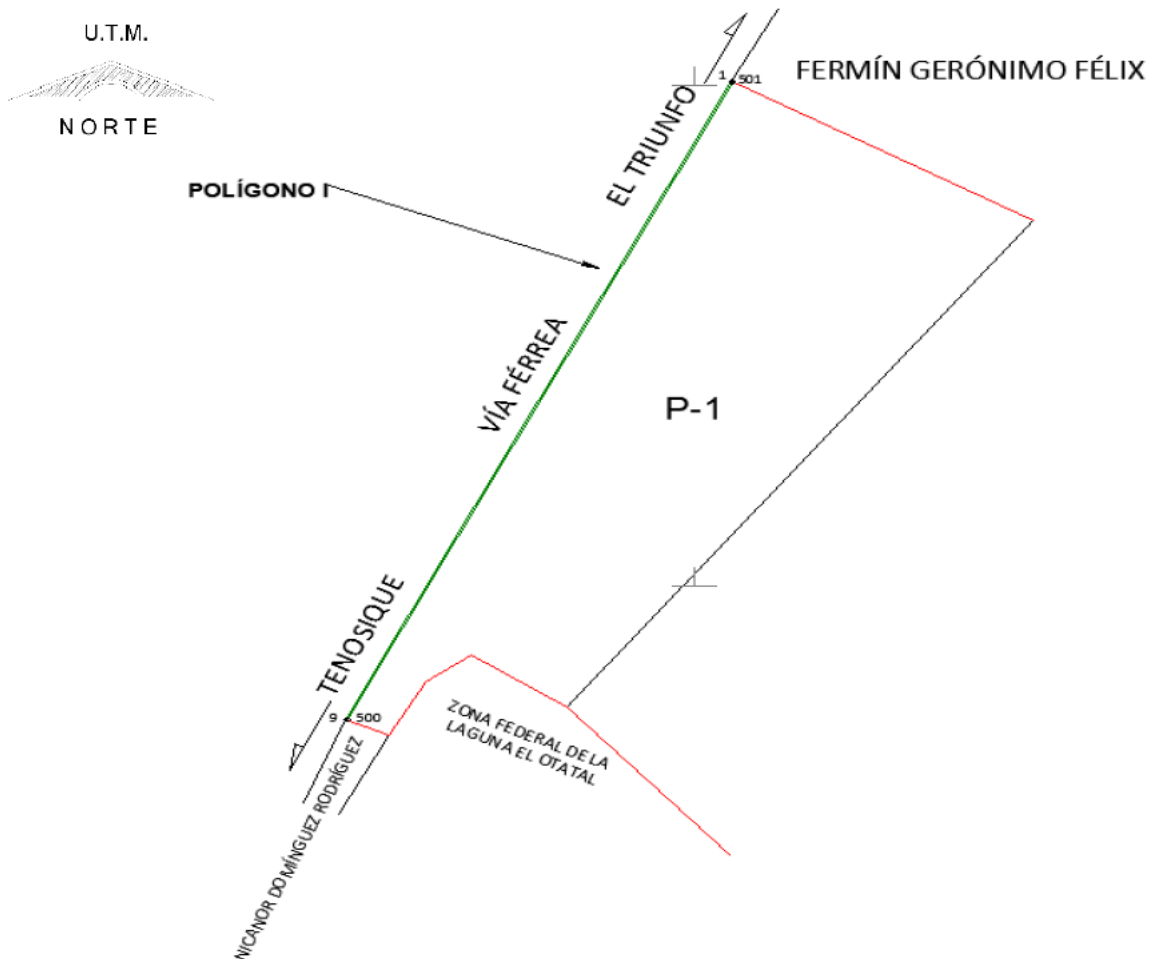 U.T.M.
NORTE
1 501
FERMÍN GERÓNIMO FÉLIX
EL TRIUNFO
POLÍGONO I
VÍA FÉRREA
P-1
TENOSIQUE
9 500
ZONA FEDERAL DE LA
LAGUNA EL OTATAL
NICANOR DOMÍNGUEZ RODRÍGUEZ